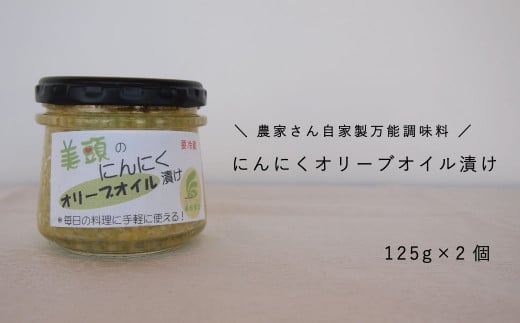 美頭の
要冷蔵
にんにく
オリーブオイル漬け
*毎日の料理に手軽に使える!
＼ 農家さん自家製万能調味料 ／
にんにくオリーブオイル漬け
125g×2個